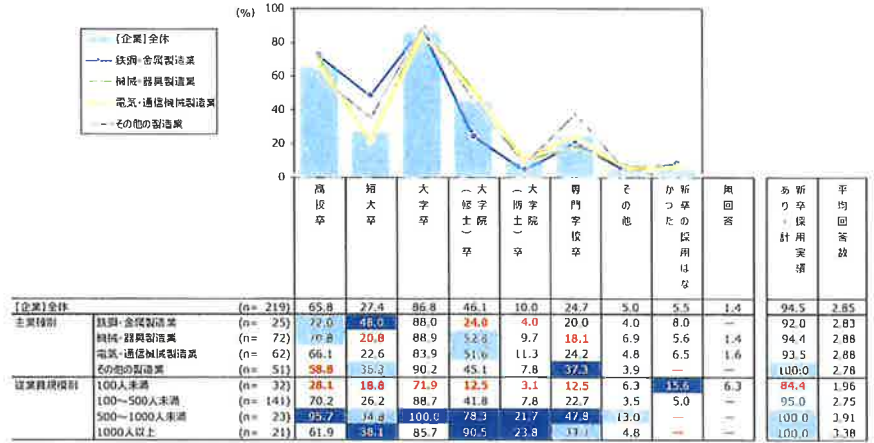 (%)
100
80
60
40
20
0
【企業】全体
鉄鋼・金属製造業
機械・器具製造業
電気・通信機械製造業
その他の製造業
高校卒
短大卒
大学卒
大学院（修士）卒
大学院（博士）卒
専門学校卒
その他
新卒の採用はなかった
無回答
新卒採用実績あり・計
平均回答数
【企業】全体 (n= 219) 65.8 27.4 86.8 46.1 10.0 24.7 5.0 5.5 1.4 94.5 2.85
主業種別 鉄鋼・金属製造業 (n= 25) 72.0 48.0 88.0 24.0 4.0 20.0 4.0 8.0 — 92.0 2.83
機械・器具製造業 (n= 72) 70.8 20.8 88.9 52.8 9.7 18.1 6.9 5.6 1.4 94.4 2.88
電気・通信機械製造業 (n= 62) 66.1 22.6 83.9 51.6 11.3 24.2 4.8 6.5 1.6 93.5 2.88
その他の製造業 (n= 51) 58.8 35.3 90.2 45.1 7.8 37.3 3.9 — — 100.0 2.78
従業員規模別 100人未満 (n= 32) 28.1 18.8 71.9 12.5 3.1 12.5 6.3 15.6 6.3 84.4 1.96
100～500人未満 (n= 141) 70.2 26.2 88.7 41.8 7.8 22.7 3.5 5.0 — 95.0 2.75
500～1000人未満 (n= 23) 95.7 34.8 100.0 78.3 21.7 47.8 13.0 — — 100.0 3.91
1000人以上 (n= 21) 61.9 38.1 85.7 90.5 23.8 33.3 4.8 — — 100.0 3.38